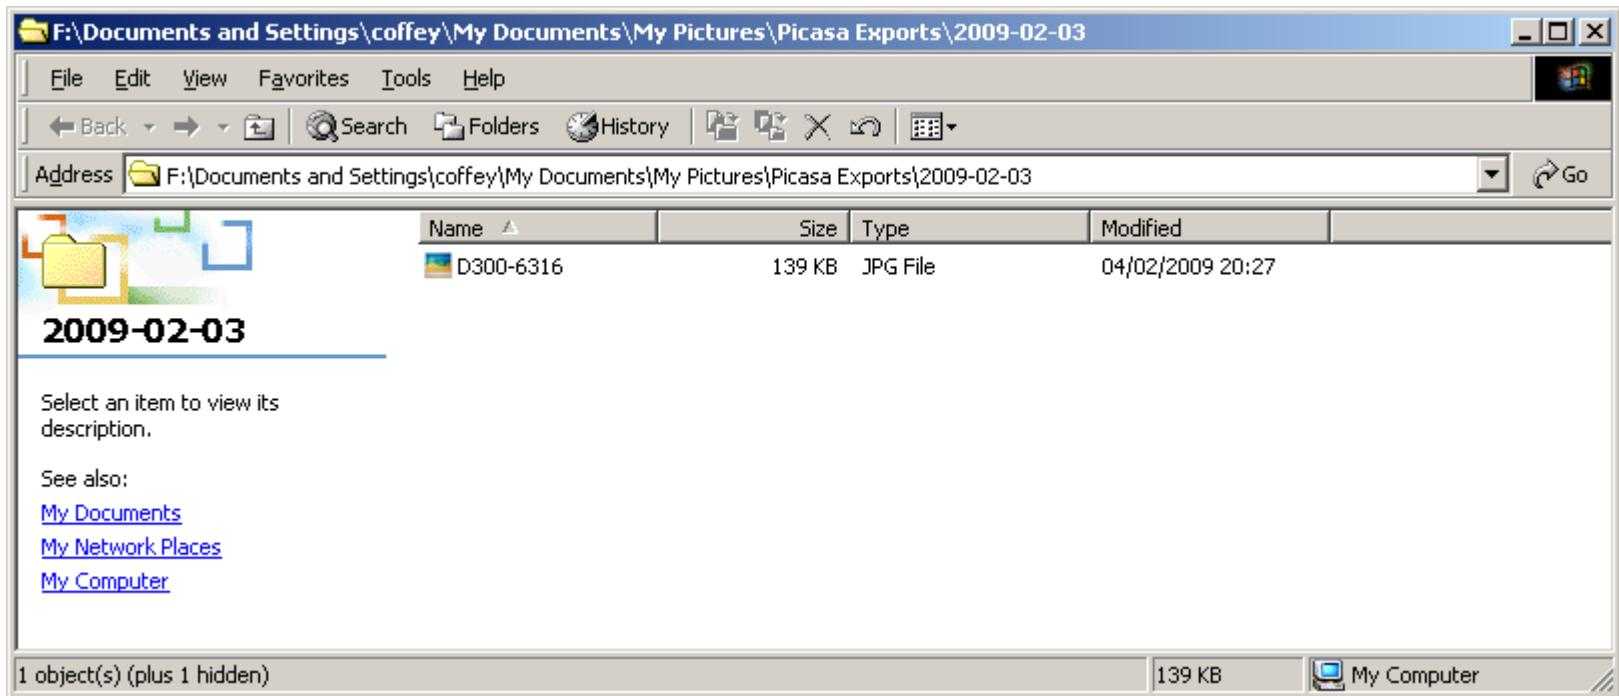 F:\Documents and Settings\coffey\My Documents\My Pictures\Picasa Exports\2009-02-03
File Edit View Favorites Tools Help
Back Search Folders History
Address F:\Documents and Settings\coffey\My Documents\My Pictures\Picasa Exports\2009-02-03 Go
Name Size Type Modified
D300-6316 139 KB JPG File 04/02/2009 20:27
2009-02-03
Select an item to view its
description.
See also:
My Documents
My Network Places
My Computer
1 object(s) (plus 1 hidden) 139 KB My Computer